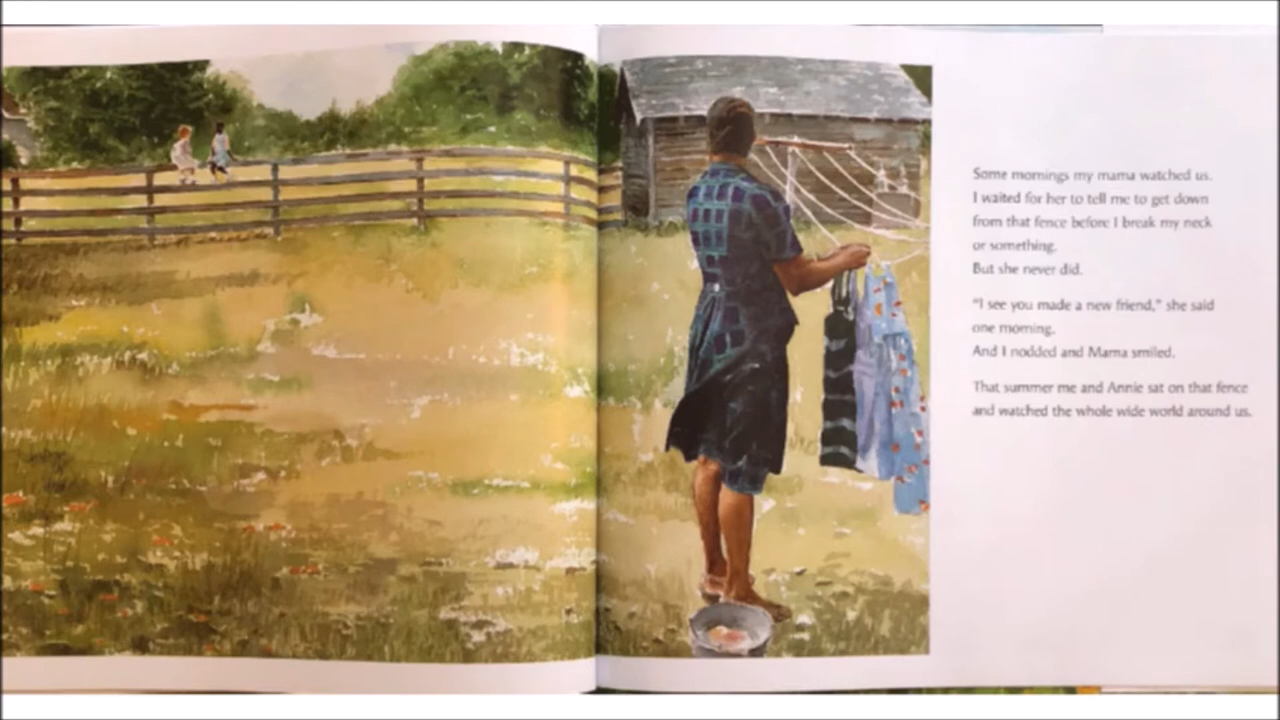 Some mornings my mama watched us.
I waited for her to tell me to get down
from that fence before I break my neck
or something.
But she never did.
"I see you made a new friend," she said
one morning.
And I nodded and Mama smiled.
That summer me and Annie sat on that fence
and watched the whole wide world around us.